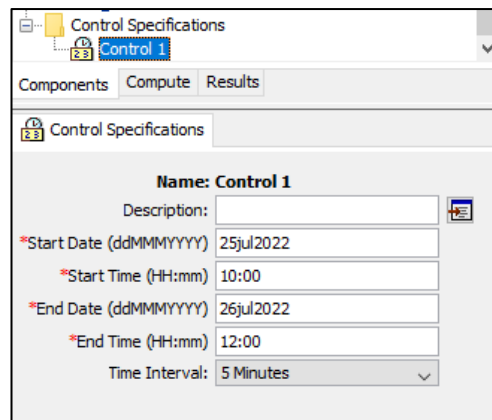 Control Specifications
Control 1
Components Compute Results
Control Specifications
Name: Control 1
Description:
*Start Date (ddMMMYYYY) 25jul2022
*Start Time (HH:mm) 10:00
*End Date (ddMMMYYYY) 26jul2022
*End Time (HH:mm) 12:00
Time Interval: 5 Minutes